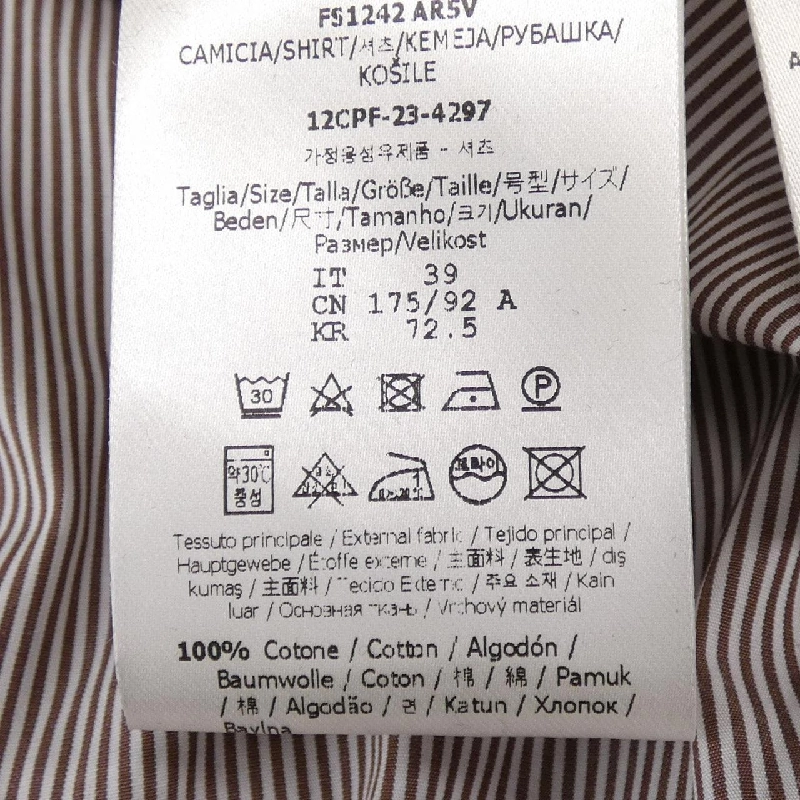 FS1242 AR5V
CAMICIA/SHIRT/셔츠/KEMEJA/РУБАШКА/
KOŠILE
12CPF-23-4297
가정용섬유제품 - 셔츠
Taglia/Size/Talla/Größe/Taille/号型/サイズ/
Beden/尺寸/Tamanho/크기/Ukuran/
Размер/Velikost
IT 39
CN 175/92 A
KR 72.5
30 P
약30℃
중성
Tessuto principale / External fabric / Tejido principal /
Hauptgewebe / Étoffe externe / 主面料 / 表生地 / dış
kumaş / 主面料 / Tecido Externo / 주요 소재 / Kain
luar / Основная ткань / Vrchový materiál
100% Cotone / Cotton / Algodón /
Baumwolle / Coton / 棉 / 綿 / Pamuk
/ 棉 / Algodão / 면 / Katun / Хлопок /
Bavlna